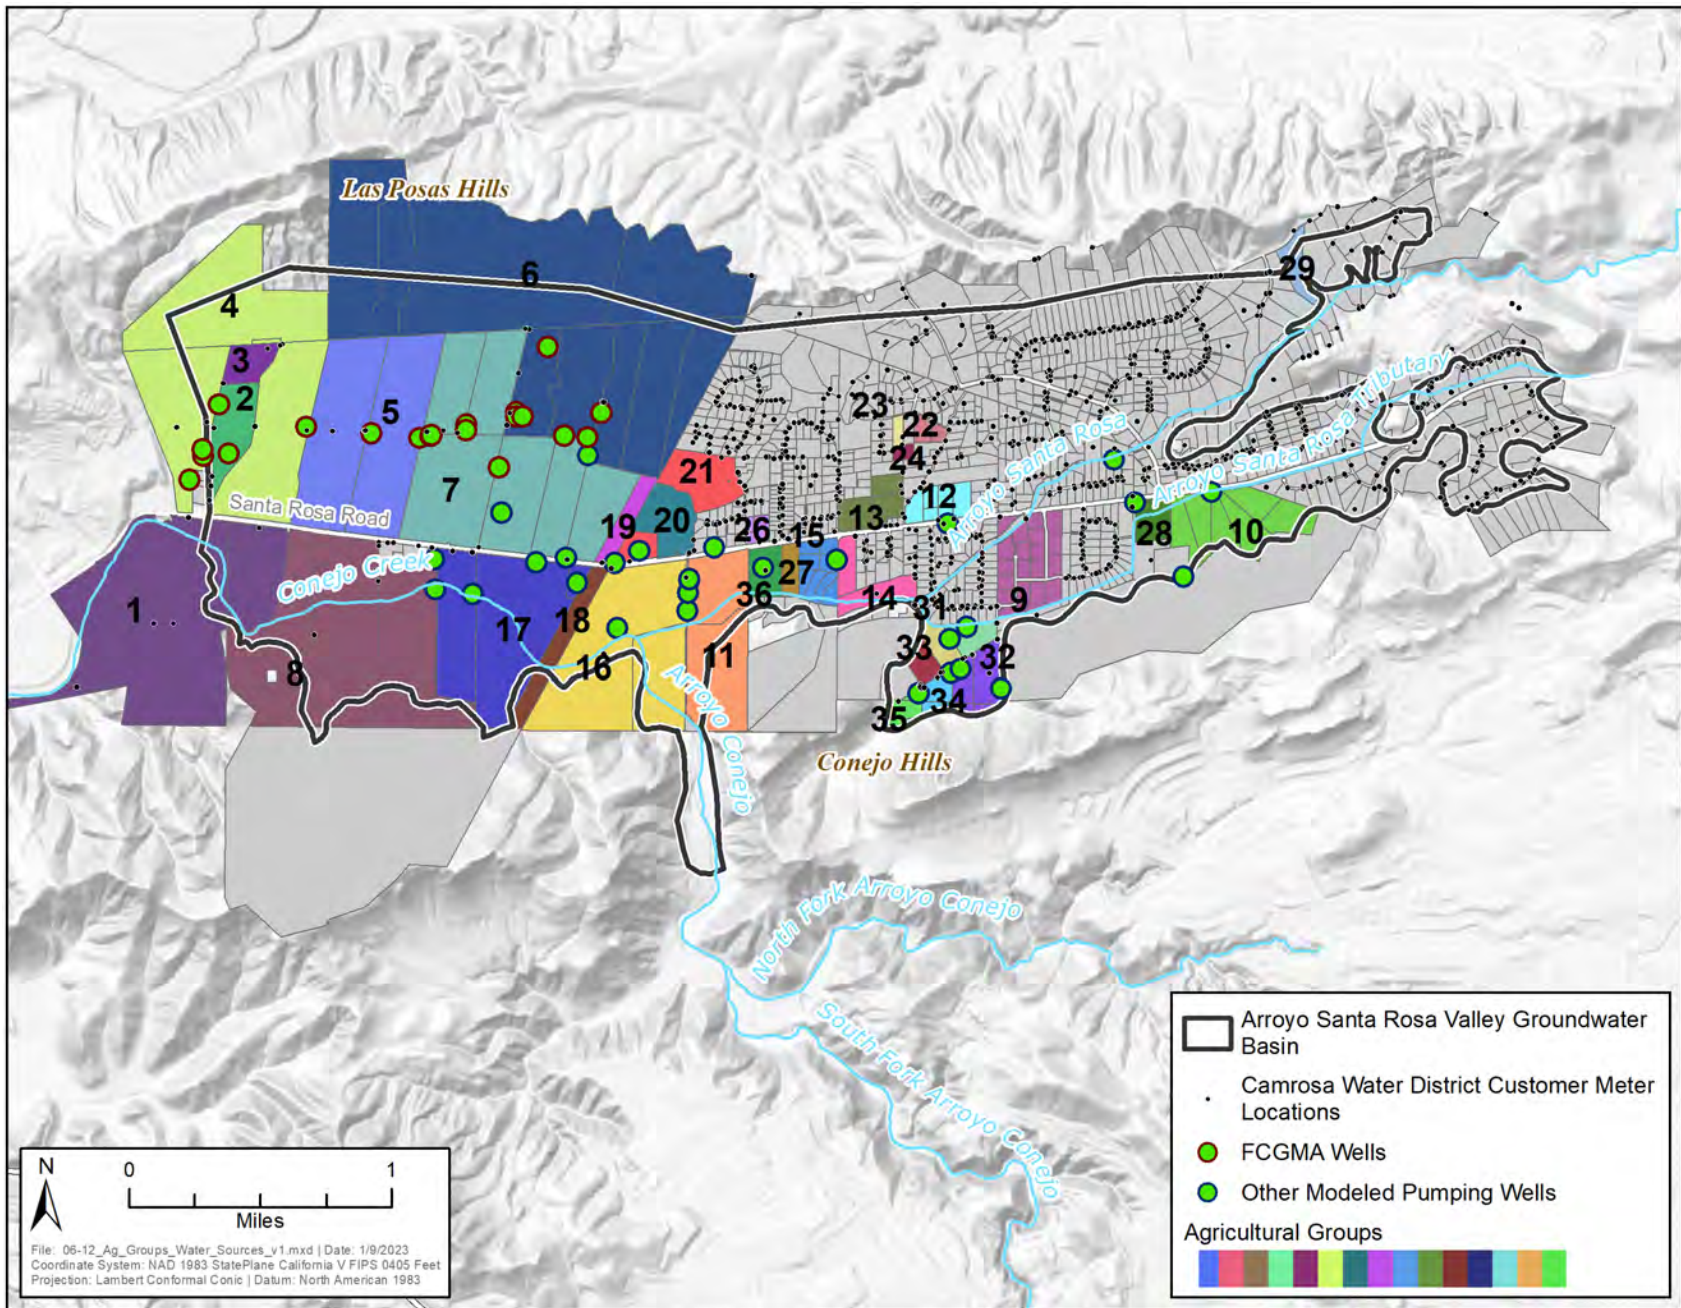 Las Posas Hills
6
29
4
3
2
5
23
22
24
Arroyo Santa Rosa
Arroyo Santa Rosa Tributary
21
7
12
13
Santa Rosa Road
19
20
26
15
28
10
Conejo Creek
27
36
14
31
9
1
17
18
16
11
33
32
8
34
35
Arroyo Conejo
Conejo Hills
North Fork Arroyo Conejo
South Fork Arroyo Conejo
Arroyo Santa Rosa Valley Groundwater
Basin
Camrosa Water District Customer Meter
Locations
FCGMA Wells
Other Modeled Pumping Wells
Agricultural Groups
N
0 1
Miles
File: 06-12_Ag_Groups_Water_Sources_v1.mxd | Date: 1/9/2023
Coordinate System: NAD 1983 StatePlane California V FIPS 0405 Feet
Projection: Lambert Conformal Conic | Datum: North American 1983